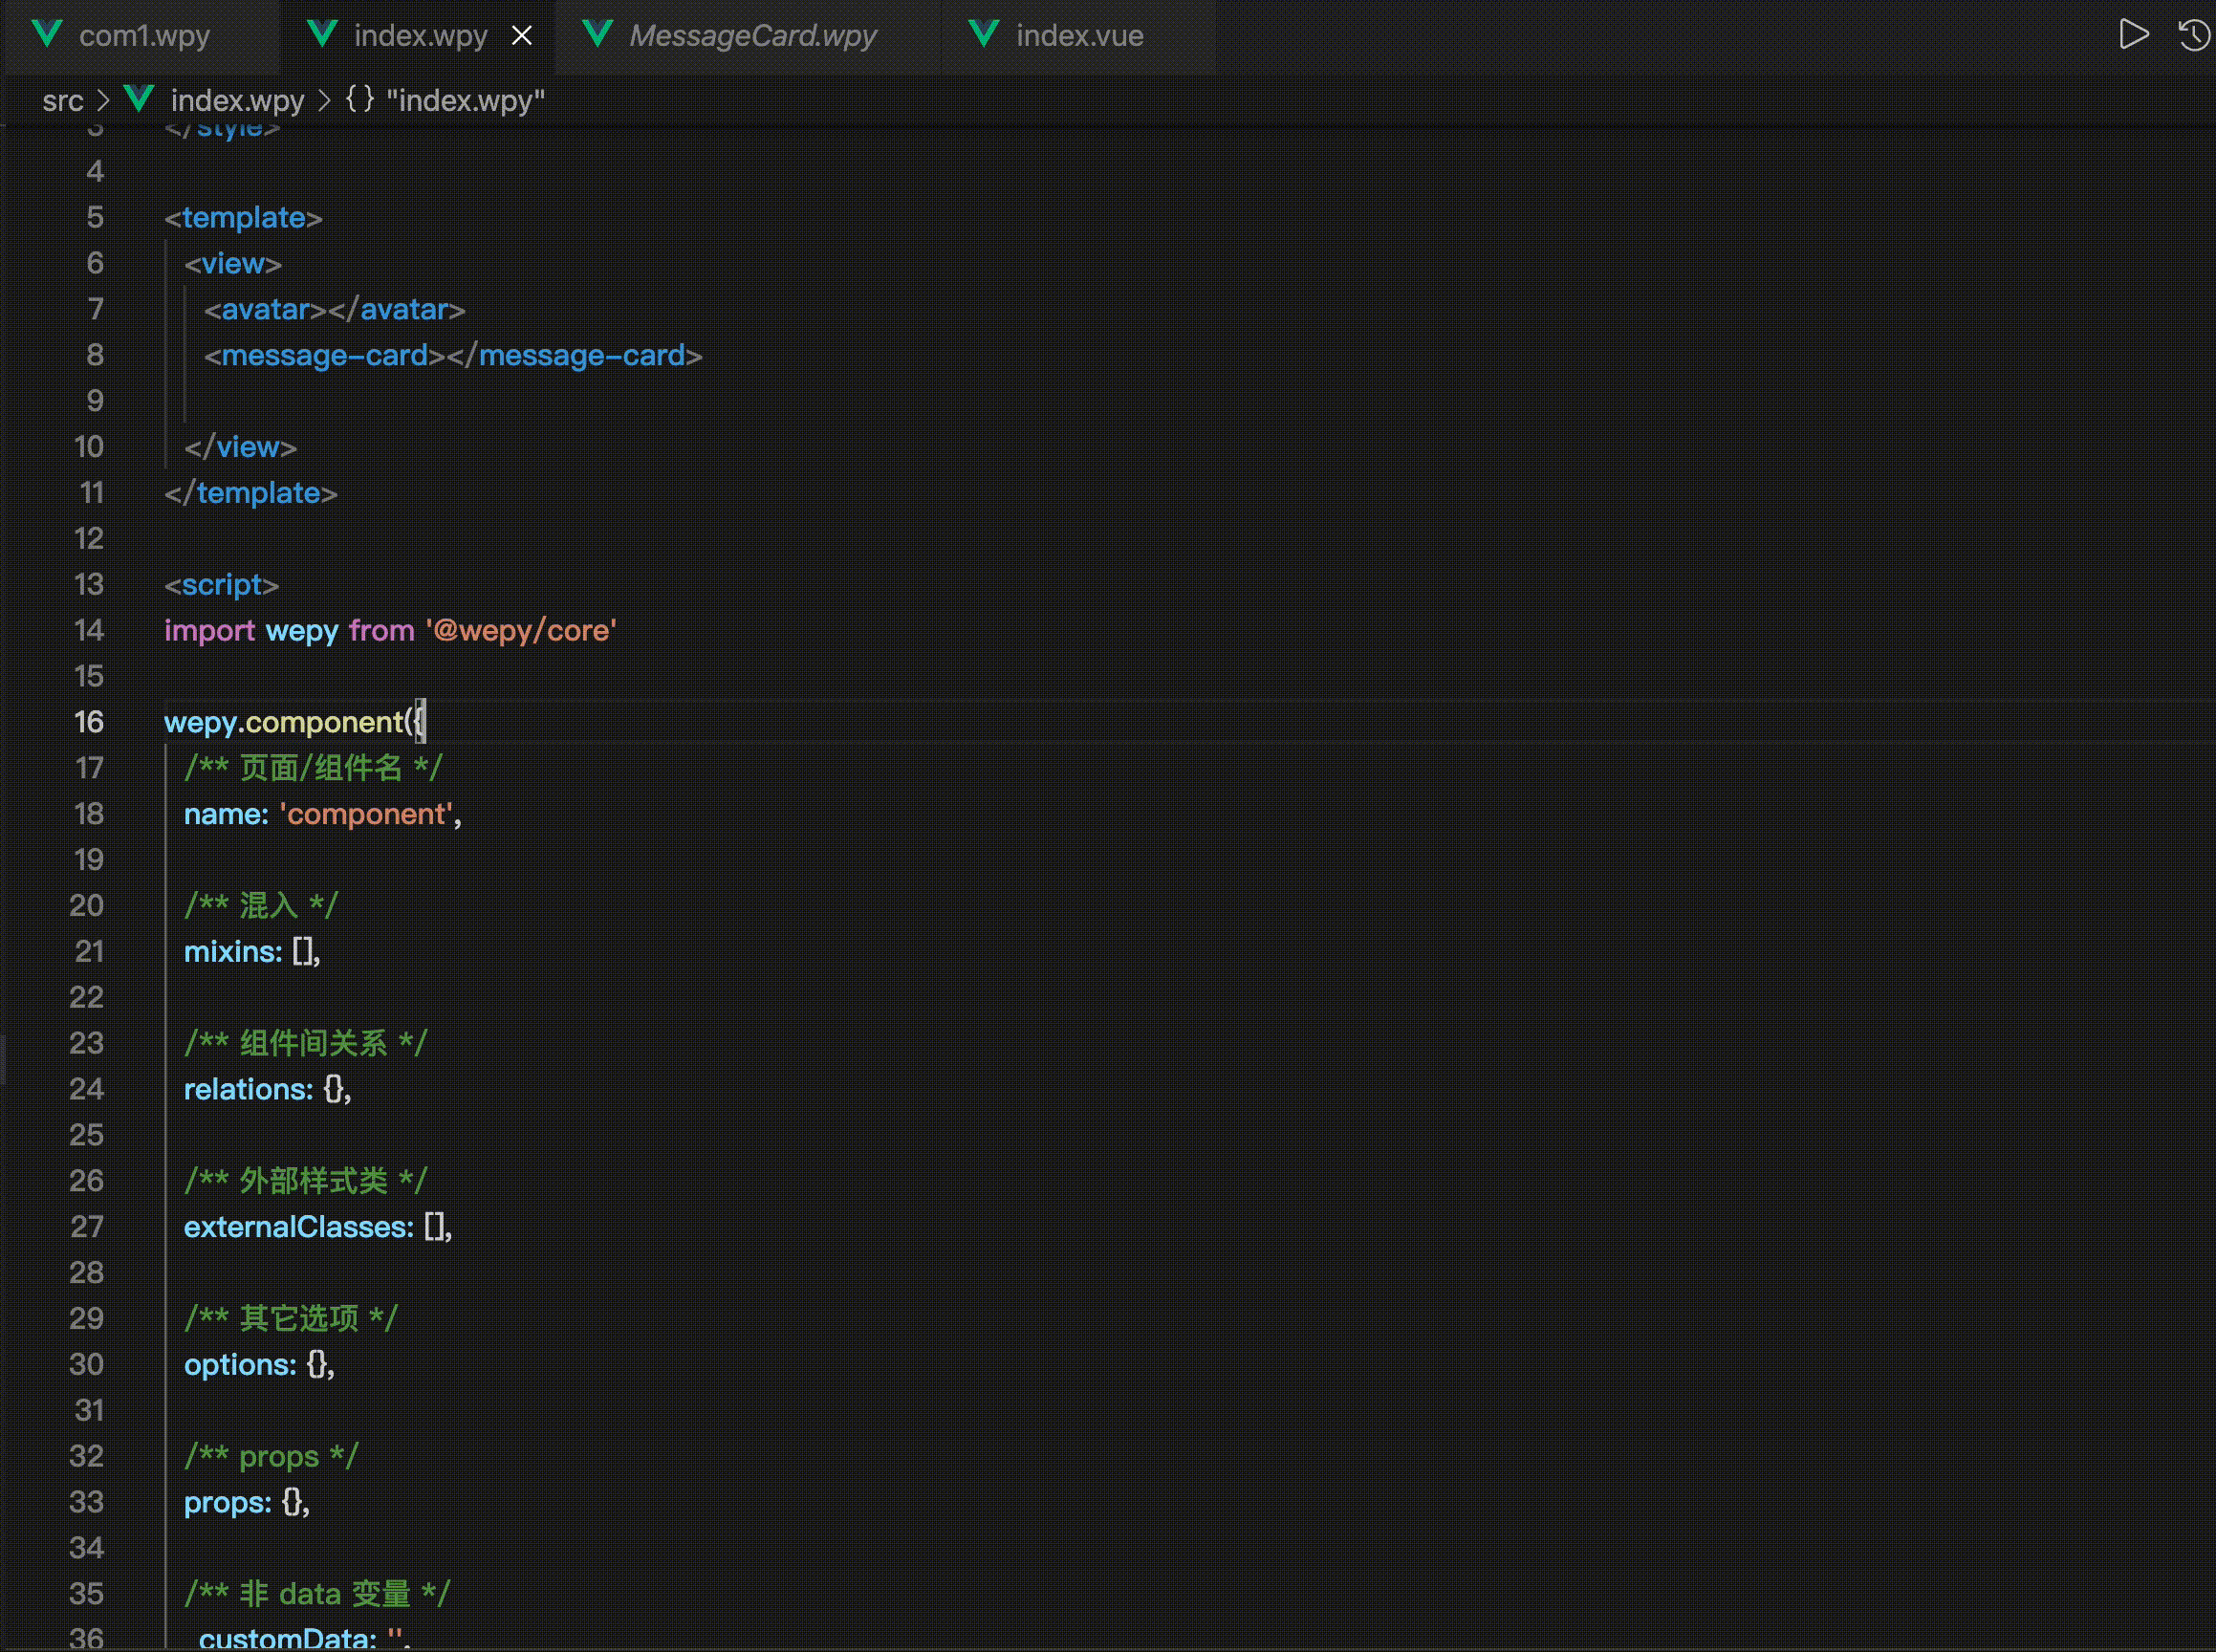 com1.wpy index.wpy MessageCard.wpy index.vue
src > index.wpy > {} "index.wpy"
3 </style>
4
5 <template>
6 <view>
7 <avatar></avatar>
8 <message-card></message-card>
9
10 </view>
11 </template>
12
13 <script>
14 import wepy from '@wepy/core'
15
16 wepy.component({
17 /** 页面/组件名 */
18 name: 'component',
19
20 /** 混入 */
21 mixins: [],
22
23 /** 组件间关系 */
24 relations: {},
25
26 /** 外部样式类 */
27 externalClasses: [],
28
29 /** 其它选项 */
30 options: {},
31
32 /** props */
33 props: {},
34
35 /** 非 data 变量 */
36 customData: '',